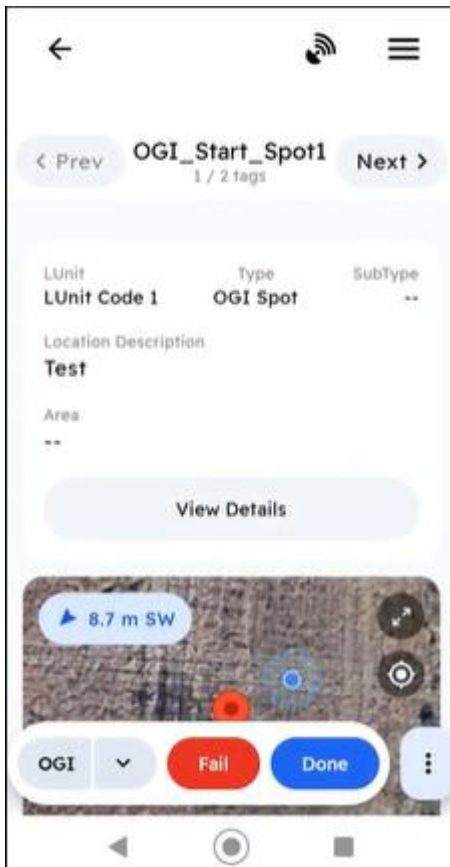 < Prev
OGI_Start_Spot1
1 / 2 tags
Next >
LUnit
LUnit Code 1
Type
OGI Spot
SubType
--
Location Description
Test
Area
--
View Details
8.7 m SW
OGI
Fail
Done